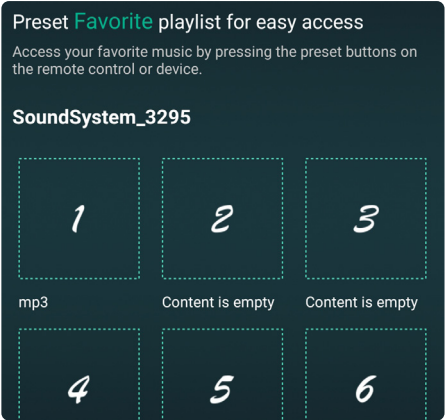 Preset Favorite playlist for easy access
Access your favorite music by pressing the preset buttons on
the remote control or device.
SoundSystem_3295
1 2 3
mp3 Content is empty Content is empty
4 5 6